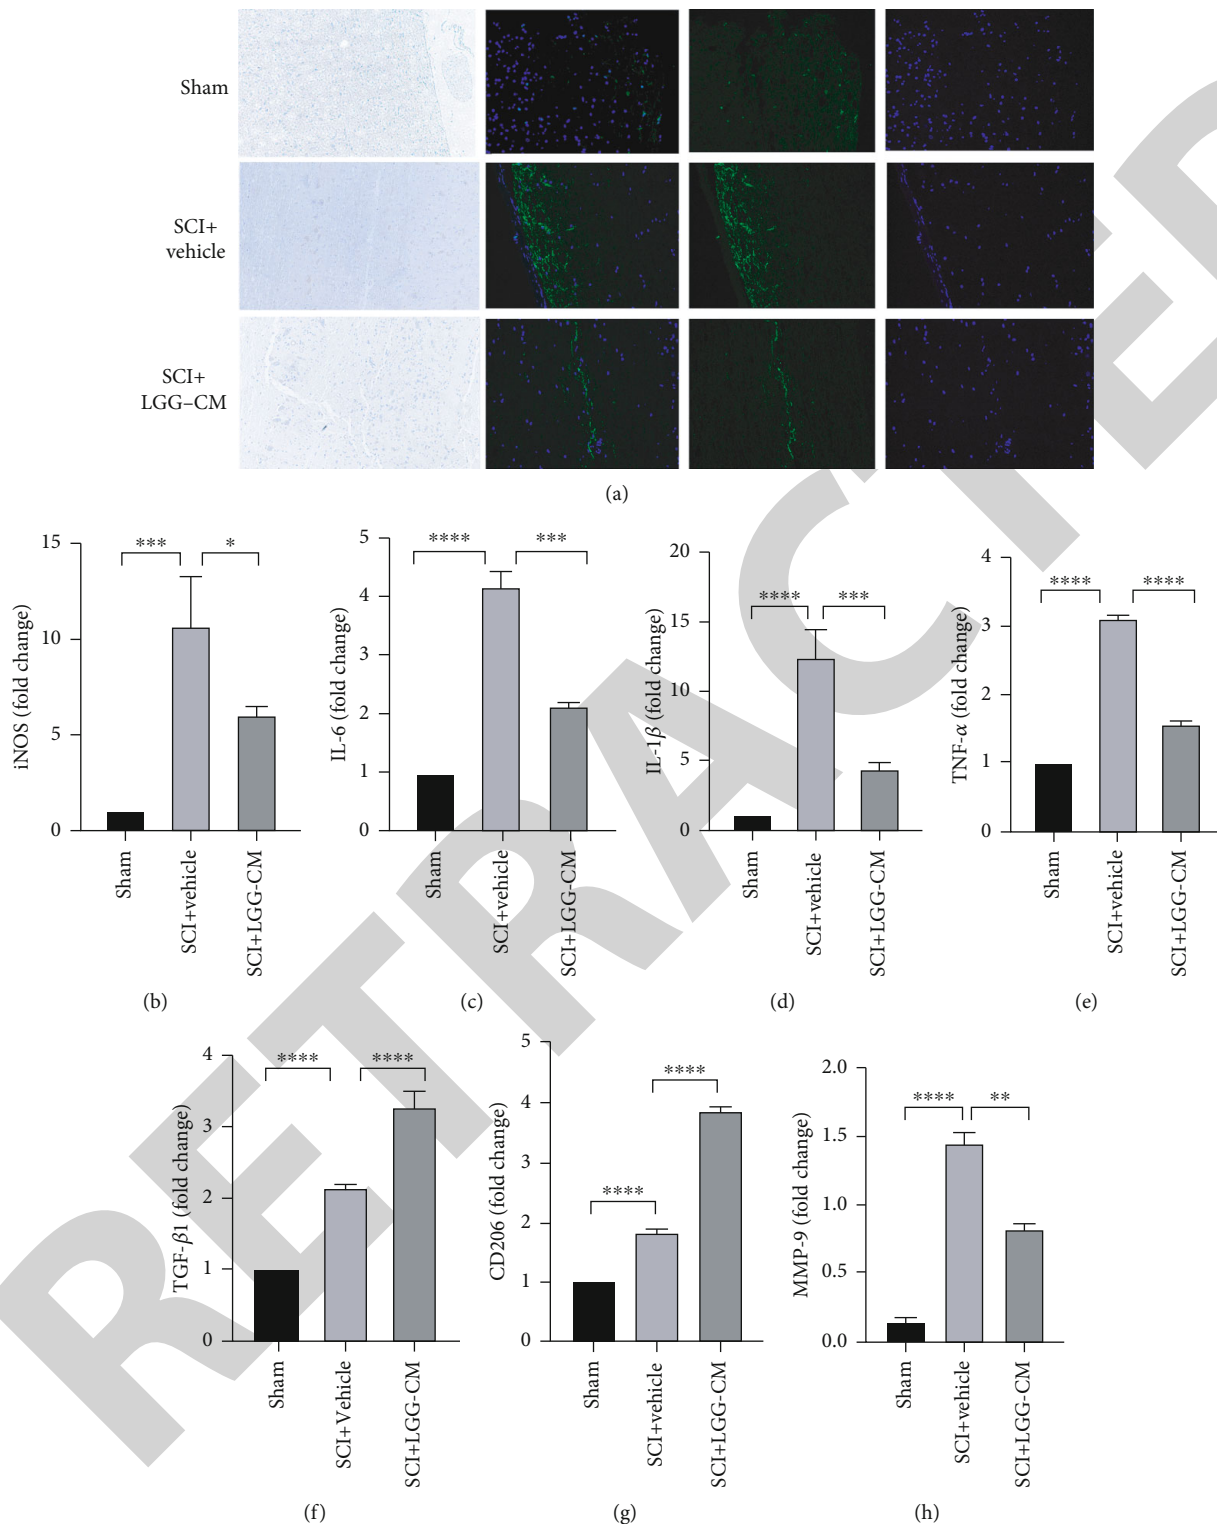 Sham
SCI+
vehicle
SCI+
LGG–CM
(a)
15
10
5
0
iNOS (fold change)
***
*
Sham
SCI+vehicle
SCI+LGG-CM
(b)
5
4
3
2
1
0
IL-6 (fold change)
****
***
Sham
SCI+vehicle
SCI+LGG-CM
(c)
20
15
10
5
0
IL-1β (fold change)
****
***
Sham
SCI+vehicle
SCI+LGG-CM
(d)
4
3
2
1
0
TNF-α (fold change)
****
****
Sham
SCI+vehicle
SCI+LGG-CM
(e)
4
3
2
1
0
TGF-β1 (fold change)
****
****
Sham
SCI+Vehicle
SCI+LGG-CM
(f)
5
4
3
2
1
0
CD206 (fold change)
****
****
Sham
SCI+vehicle
SCI+LGG-CM
(g)
2.0
1.5
1.0
0.5
0.0
MMP-9 (fold change)
****
**
Sham
SCI+vehicle
SCI+LGG-CM
(h)
RETRACTED